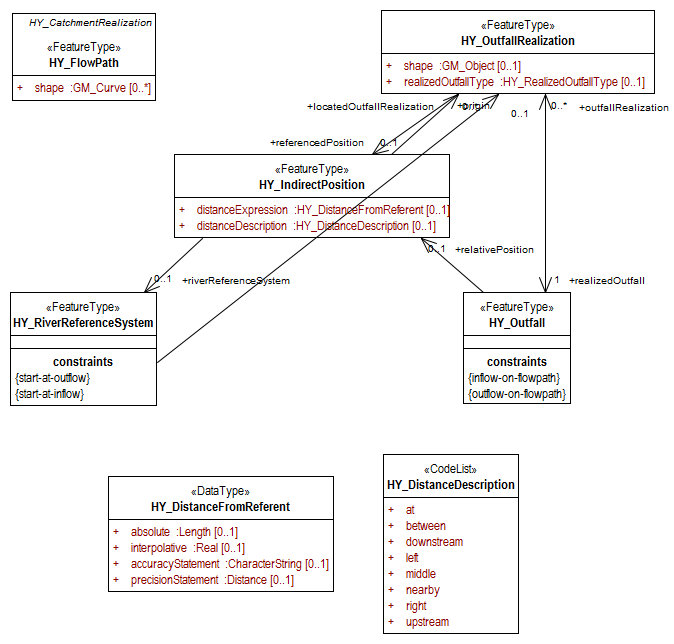 HY_CatchmentRealization
«FeatureType»
HY_FlowPath
+ shape :GM_Curve [0..*]
«FeatureType»
HY_OutfallRealization
+ shape :GM_Object [0..1]
+ realizedOutfallType :HY_RealizedOutfallType [0..1]
+locatedOutfallRealization
+origin
0..1
0..*
+outfallRealization
+referencedPosition
0..1
«FeatureType»
HY_IndirectPosition
+ distanceExpression :HY_DistanceFromReferent [0..1]
+ distanceDescription :HY_DistanceDescription [0..1]
0..1
+relativePosition
0..1
+riverReferenceSystem
1
+realizedOutfall
«FeatureType»
HY_RiverReferenceSystem
constraints
{start-at-outflow}
{start-at-inflow}
«FeatureType»
HY_Outfall
constraints
{inflow-on-flowpath}
{outflow-on-flowpath}
«DataType»
HY_DistanceFromReferent
+ absolute :Length [0..1]
+ interpolative :Real [0..1]
+ accuracyStatement :CharacterString [0..1]
+ precisionStatement :Distance [0..1]
«CodeList»
HY_DistanceDescription
+ at
+ between
+ downstream
+ left
+ middle
+ nearby
+ right
+ upstream